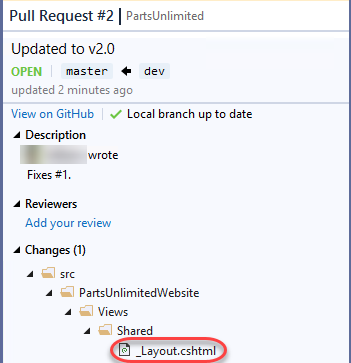 Pull Request #2 | PartsUnlimited
Updated to v2.0
OPEN master dev
updated 2 minutes ago
View on GitHub Local branch up to date
Description
wrote
Fixes #1.
Reviewers
Add your review
Changes (1)
src
PartsUnlimitedWebsite
Views
Shared
_Layout.cshtml